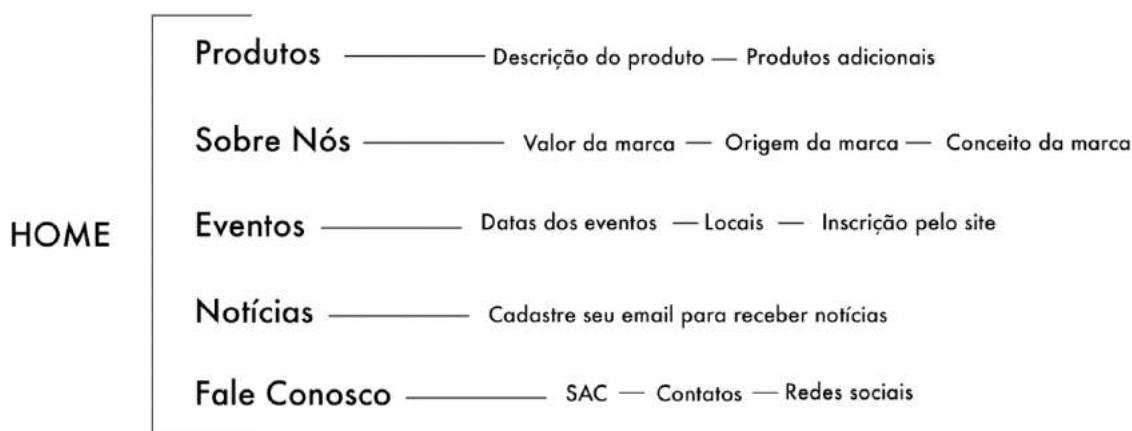 Produtos Descrição do produto — Produtos adicionais
Sobre Nós Valor da marca — Origem da marca — Conceito da marca
HOME
Eventos Datas dos eventos — Locais — Inscrição pelo site
Notícias Cadastre seu email para receber notícias
Fale Conosco SAC — Contatos — Redes sociais